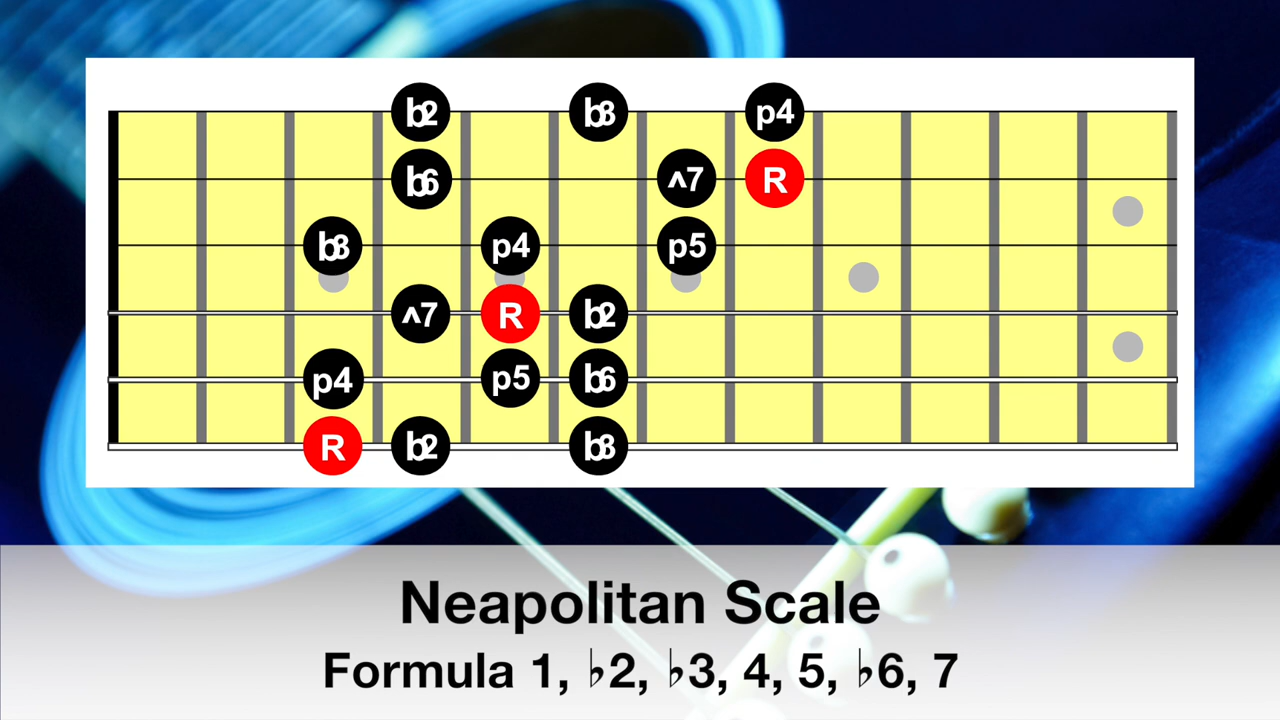 b2 b3 p4
b6 ^7 R
b3 p4 p5
^7 R b2
p4 p5 b6
R b2 b3
Neapolitan Scale
Formula 1, ♭2, ♭3, 4, 5, ♭6, 7